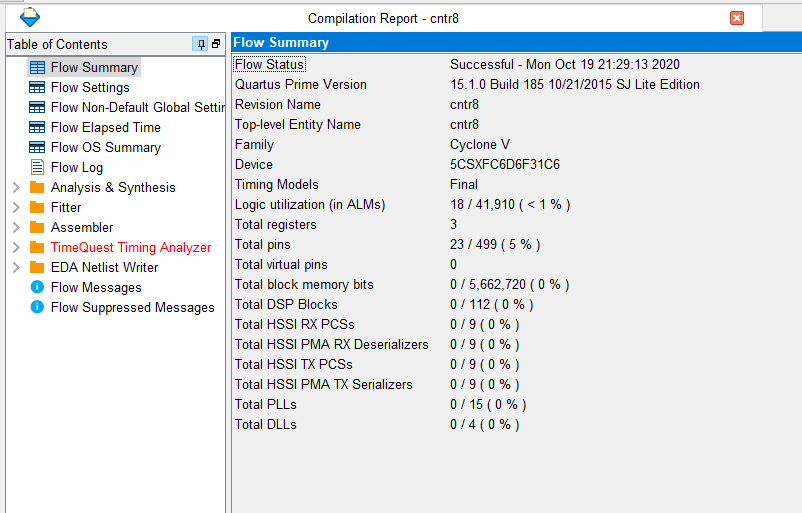 Compilation Report - cntr8
Table of Contents
Flow Summary
Flow Settings
Flow Non-Default Global Settir
Flow Elapsed Time
Flow OS Summary
Flow Log
Analysis & Synthesis
Fitter
Assembler
TimeQuest Timing Analyzer
EDA Netlist Writer
Flow Messages
Flow Suppressed Messages
Flow Summary
Flow Status Successful - Mon Oct 19 21:29:13 2020
Quartus Prime Version 15.1.0 Build 185 10/21/2015 SJ Lite Edition
Revision Name cntr8
Top-level Entity Name cntr8
Family Cyclone V
Device 5CSXFC6D6F31C6
Timing Models Final
Logic utilization (in ALMs) 18 / 41,910 ( < 1 % )
Total registers 3
Total pins 23 / 499 ( 5 % )
Total virtual pins 0
Total block memory bits 0 / 5,662,720 ( 0 % )
Total DSP Blocks 0 / 112 ( 0 % )
Total HSSI RX PCSs 0 / 9 ( 0 % )
Total HSSI PMA RX Deserializers 0 / 9 ( 0 % )
Total HSSI TX PCSs 0 / 9 ( 0 % )
Total HSSI PMA TX Serializers 0 / 9 ( 0 % )
Total PLLs 0 / 15 ( 0 % )
Total DLLs 0 / 4 ( 0 % )